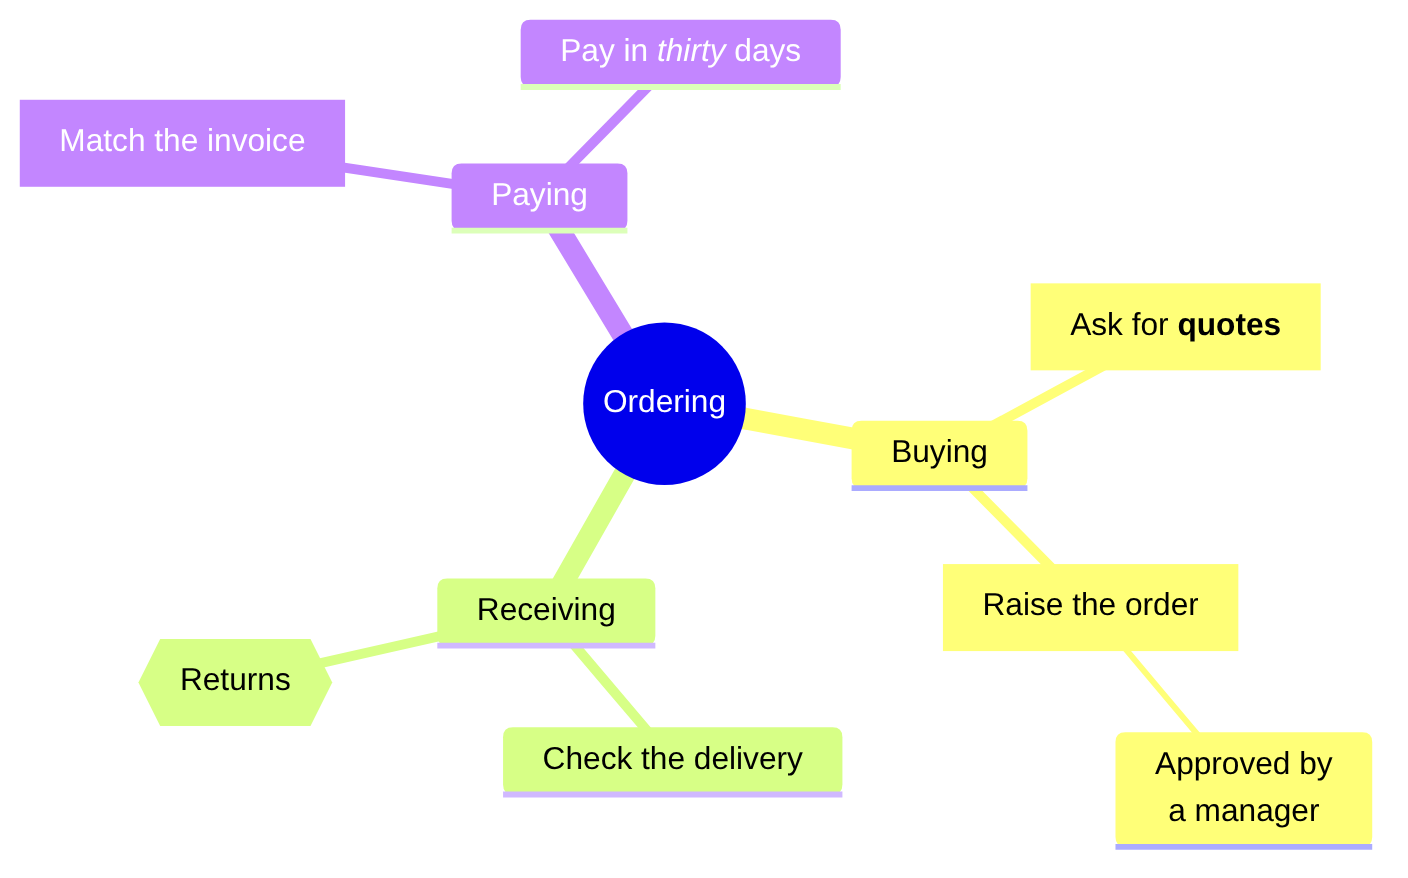 Pay in thirty days
Match the invoice
Paying
Ask for quotes
Ordering
Buying
Raise the order
Receiving
Returns
Check the delivery
Approved by
a manager